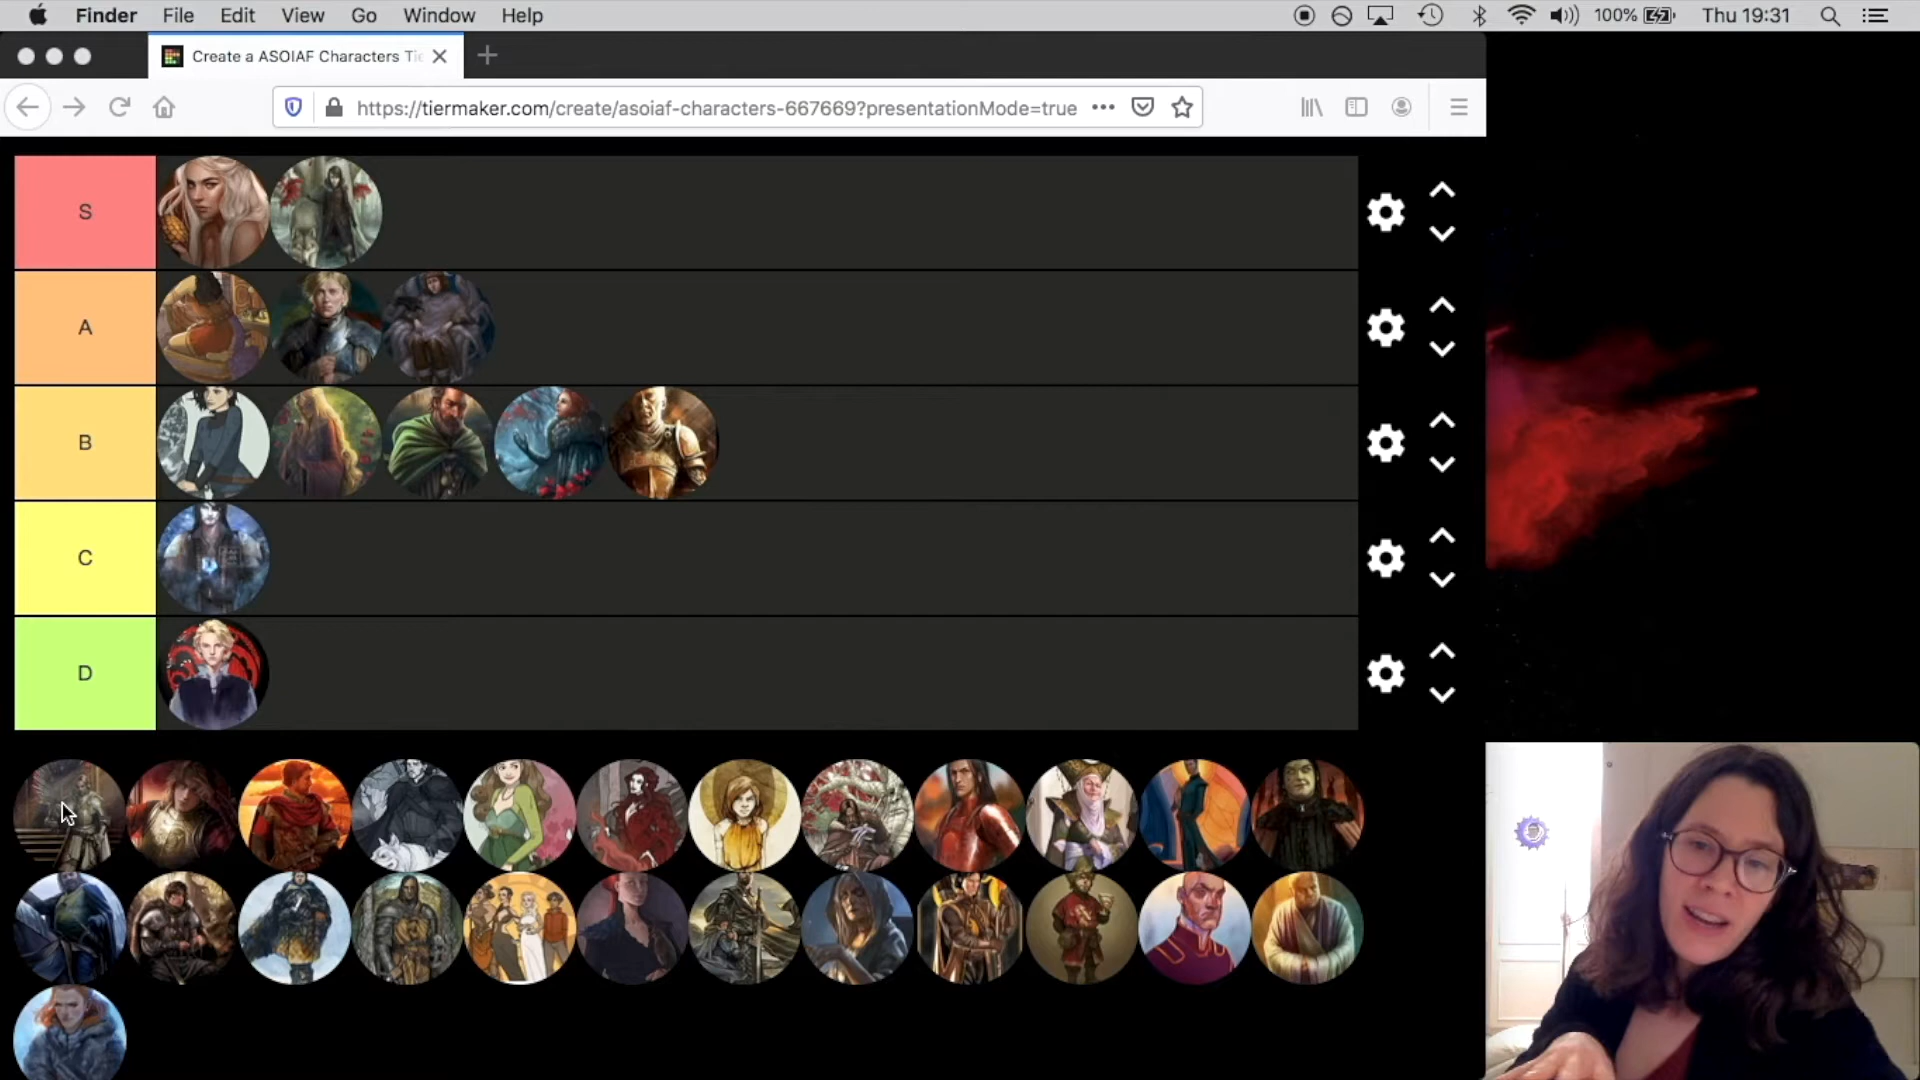 Finder File Edit View Go Window Help 100% Thu 19:31
Create a ASOIAF Characters Tie
https://tiermaker.com/create/asoiaf-characters-667669?presentationMode=true
S
A
B
C
D